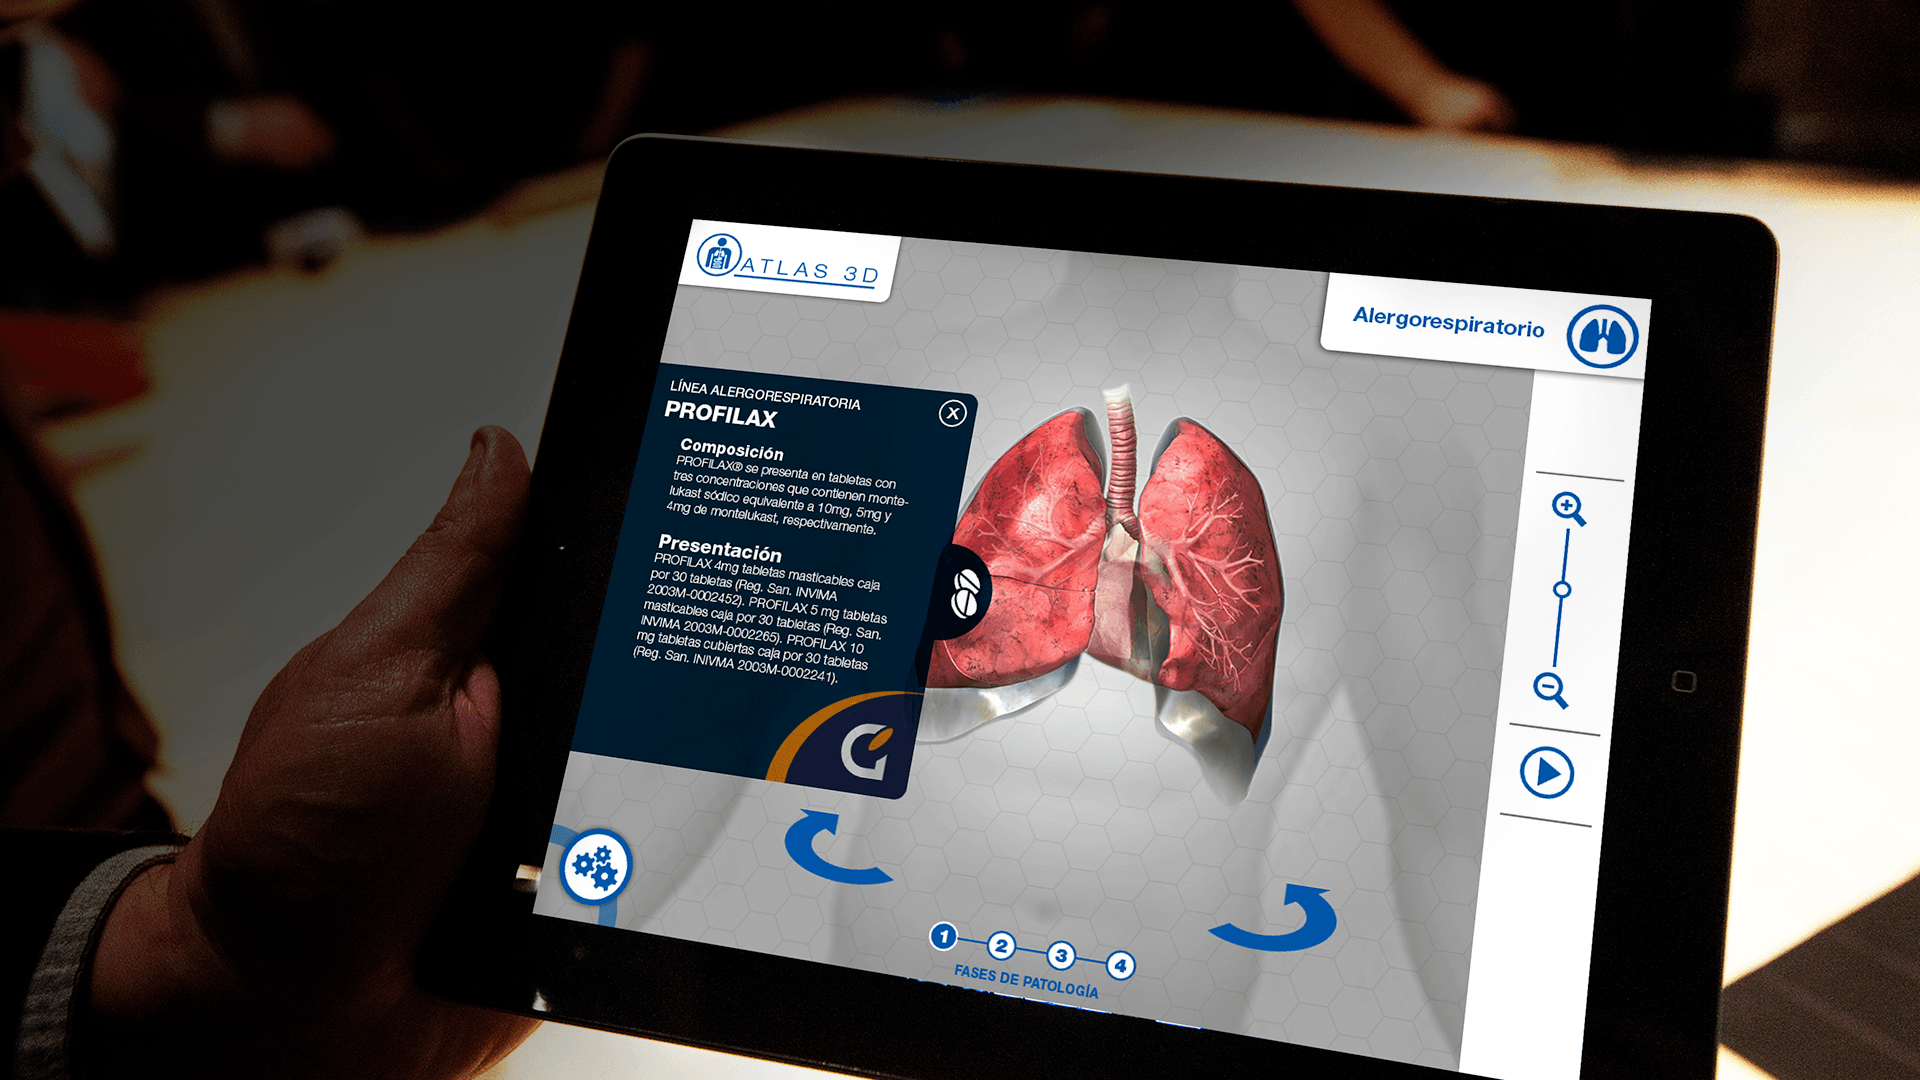 ATLAS 3D
Alergorespiratorio
LÍNEA ALERGORESPIRATORIA
PROFILAX
X
Composición
PROFILAX® se presenta en tabletas con
tres concentraciones que contienen monte-
lukast sódico equivalente a 10mg, 5mg y
4mg de montelukast, respectivamente.
Presentación
PROFILAX 4mg tabletas masticables caja
por 30 tabletas (Reg. San. INVIMA
2003M-0002452). PROFILAX 5 mg tabletas
masticables caja por 30 tabletas (Reg. San.
INVIMA 2003M-0002265). PROFILAX 10
mg tabletas cubiertas caja por 30 tabletas
(Reg. San. INIVMA 2003M-0002241).
1 2 3 4
FASES DE PATOLOGÍA